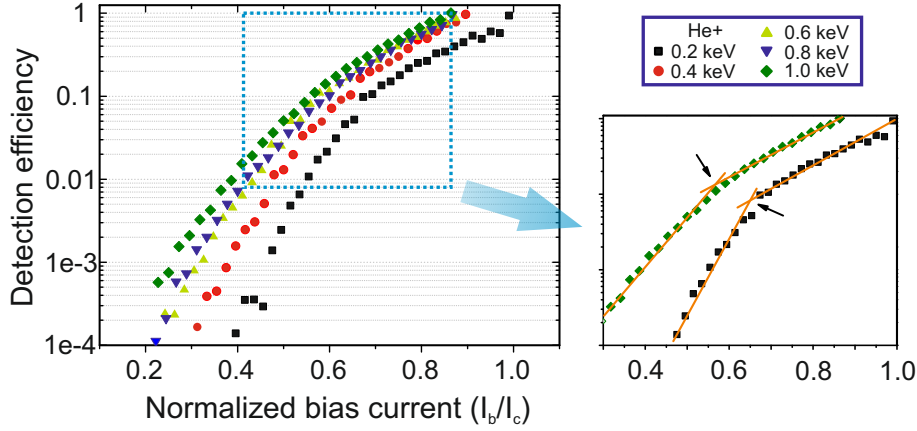 Detection efficiency
1
0.1
0.01
1e-3
1e-4
0.2 0.4 0.6 0.8 1.0
Normalized bias current (I_b/I_c)
He+
0.2 keV
0.4 keV
0.6 keV
0.8 keV
1.0 keV
0.4 0.6 0.8 1.0